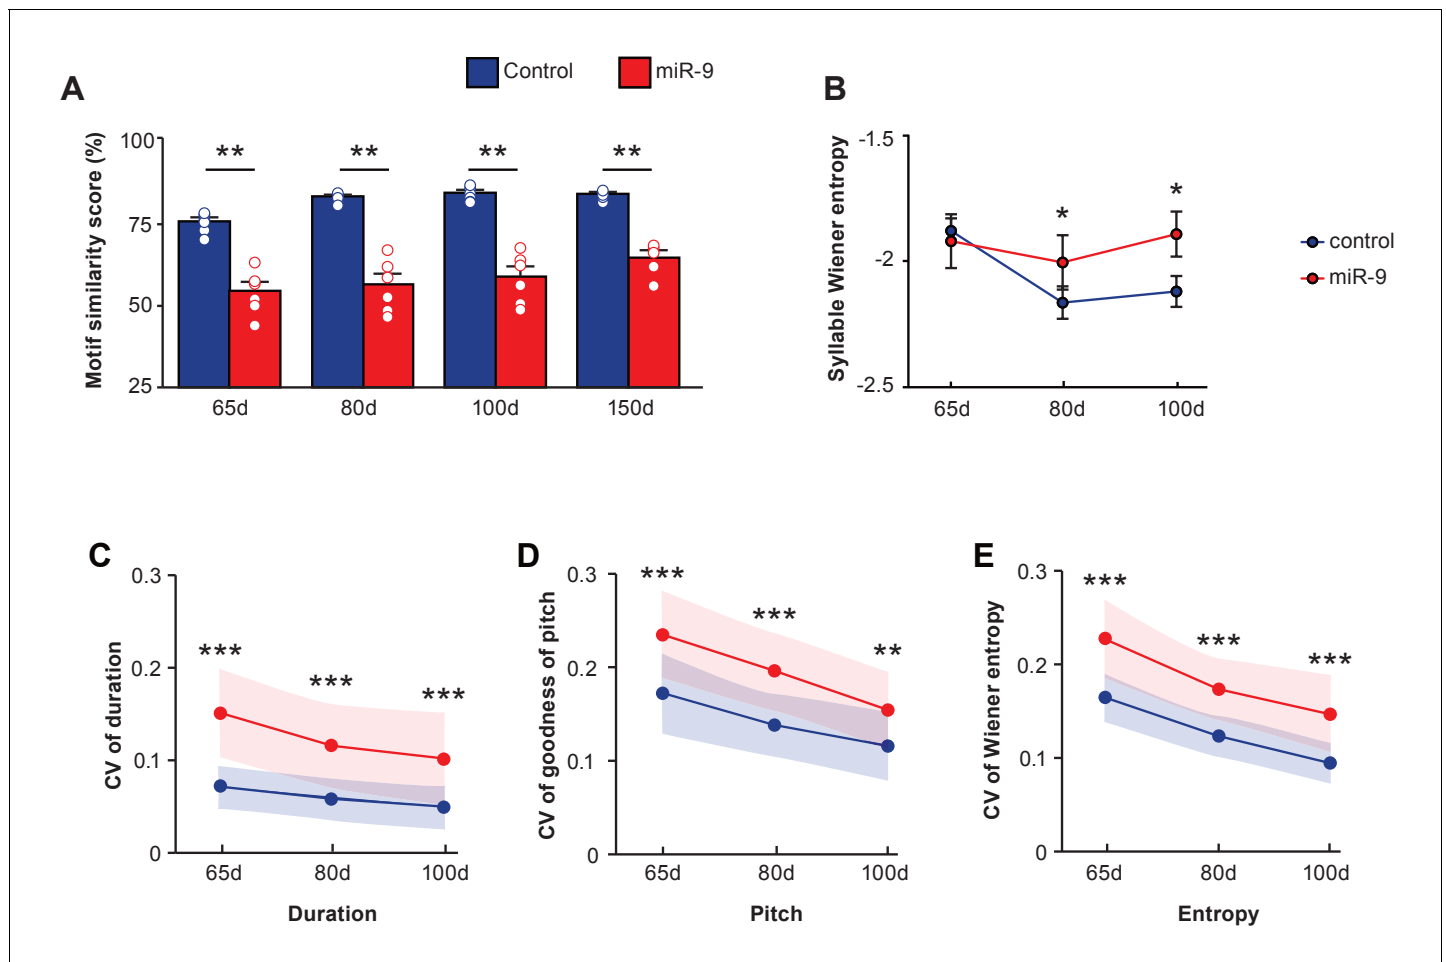 Control
miR-9
A
Motif similarity score (%)
100
75
50
25
** ** ** **
65d 80d 100d 150d
B
Syllable Wiener entropy
-1.5
-2
-2.5
* *
65d 80d 100d
control
miR-9
C
CV of duration
0.3
0.2
0.1
0
*** *** ***
65d 80d 100d
Duration
D
CV of goodness of pitch
0.3
0.2
0.1
0
*** *** **
65d 80d 100d
Pitch
E
CV of Wiener entropy
0.3
0.2
0.1
0
*** *** ***
65d 80d 100d
Entropy